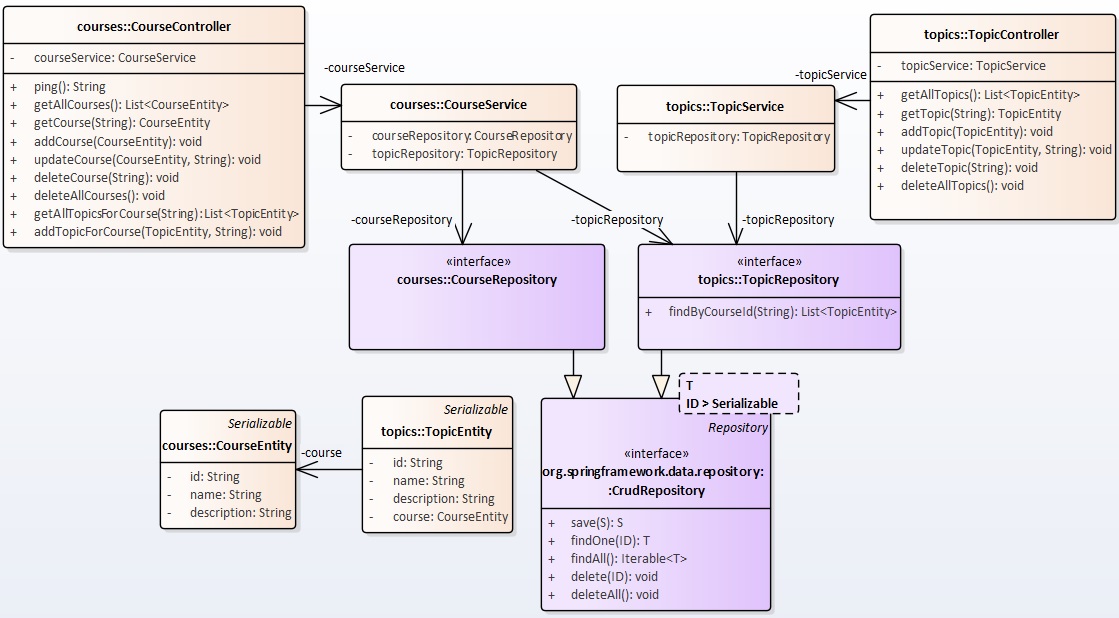 courses::CourseController
- courseService: CourseService
+ ping(): String
+ getAllCourses(): List<CourseEntity>
+ getCourse(String): CourseEntity
+ addCourse(CourseEntity): void
+ updateCourse(CourseEntity, String): void
+ deleteCourse(String): void
+ deleteAllCourses(): void
+ getAllTopicsForCourse(String):List<TopicEntity>
+ addTopicForCourse(TopicEntity, String): void
-courseService
courses::CourseService
- courseRepository: CourseRepository
- topicRepository: TopicRepository
topics::TopicService
- topicRepository: TopicRepository
-topicService
topics::TopicController
- topicService: TopicService
+ getAllTopics(): List<TopicEntity>
+ getTopic(String): TopicEntity
+ addTopic(TopicEntity): void
+ updateTopic(TopicEntity, String): void
+ deleteTopic(String): void
+ deleteAllTopics(): void
-courseRepository
-topicRepository
-topicRepository
«interface»
courses::CourseRepository
«interface»
topics::TopicRepository
+ findByCourseId(String): List<TopicEntity>
Serializable
courses::CourseEntity
- id: String
- name: String
- description: String
-course
Serializable
topics::TopicEntity
- id: String
- name: String
- description: String
- course: CourseEntity
T
ID > Serializable
Repository
«interface»
org.springframework.data.repository:
:CrudRepository
+ save(S): S
+ findOne(ID): T
+ findAll(): Iterable<T>
+ delete(ID): void
+ deleteAll(): void